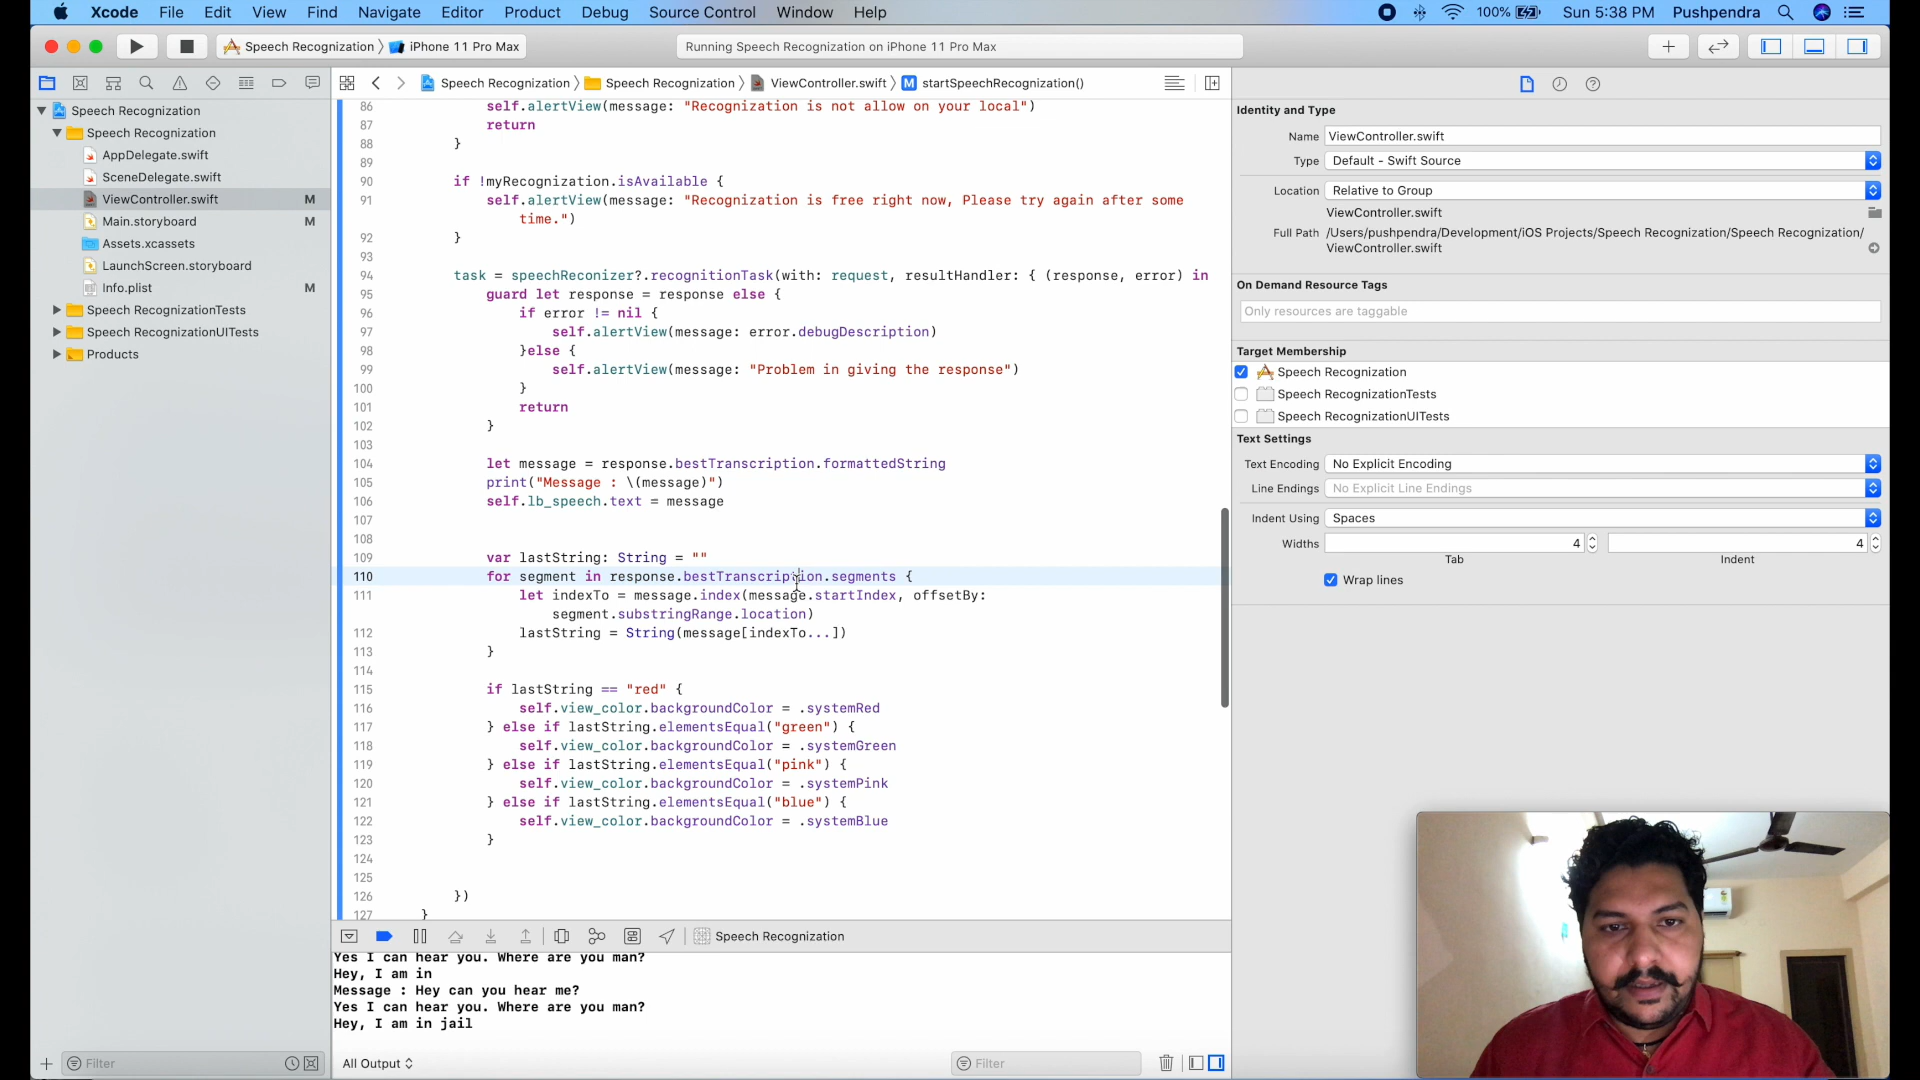 Xcode File Edit View Find Navigate Editor Product Debug Source Control Window Help 100% Sun 5:38 PM Pushpendra
Speech Recognization iPhone 11 Pro Max Running Speech Recognization on iPhone 11 Pro Max
Speech Recognization Speech Recognization ViewController.swift M startSpeechRecognization()
Speech Recognization
Speech Recognization
AppDelegate.swift
SceneDelegate.swift
ViewController.swift M
Main.storyboard M
Assets.xcassets
LaunchScreen.storyboard
Info.plist M
Speech RecognizationTests
Speech RecognizationUITests
Products
Filter
86 self.alertView(message: "Recognization is not allow on your local")
87 return
88 }
89
90 if !myRecognization.isAvailable {
91 self.alertView(message: "Recognization is free right now, Please try again after some
time.")
92 }
93
94 task = speechReconizer?.recognitionTask(with: request, resultHandler: { (response, error) in
95 guard let response = response else {
96 if error != nil {
97 self.alertView(message: error.debugDescription)
98 }else {
99 self.alertView(message: "Problem in giving the response")
100 }
101 return
102 }
103
104 let message = response.bestTranscription.formattedString
105 print("Message : \(message)")
106 self.lb_speech.text = message
107
108
109 var lastString: String = ""
110 for segment in response.bestTranscription.segments {
111 let indexTo = message.index(message.startIndex, offsetBy:
segment.substringRange.location)
112 lastString = String(message[indexTo...])
113 }
114
115 if lastString == "red" {
116 self.view_color.backgroundColor = .systemRed
117 } else if lastString.elementsEqual("green") {
118 self.view_color.backgroundColor = .systemGreen
119 } else if lastString.elementsEqual("pink") {
120 self.view_color.backgroundColor = .systemPink
121 } else if lastString.elementsEqual("blue") {
122 self.view_color.backgroundColor = .systemBlue
123 }
124
125
126 })
127 }
Speech Recognization
Yes I can hear you. Where are you man?
Hey, I am in
Message : Hey can you hear me?
Yes I can hear you. Where are you man?
Hey, I am in jail
All Output Filter
Identity and Type
Name ViewController.swift
Type Default - Swift Source
Location Relative to Group
ViewController.swift
Full Path /Users/pushpendra/Development/iOS Projects/Speech Recognization/Speech Recognization/
ViewController.swift
On Demand Resource Tags
Only resources are taggable
Target Membership
Speech Recognization
Speech RecognizationTests
Speech RecognizationUITests
Text Settings
Text Encoding No Explicit Encoding
Line Endings No Explicit Line Endings
Indent Using Spaces
Widths 4 4
Tab Indent
Wrap lines